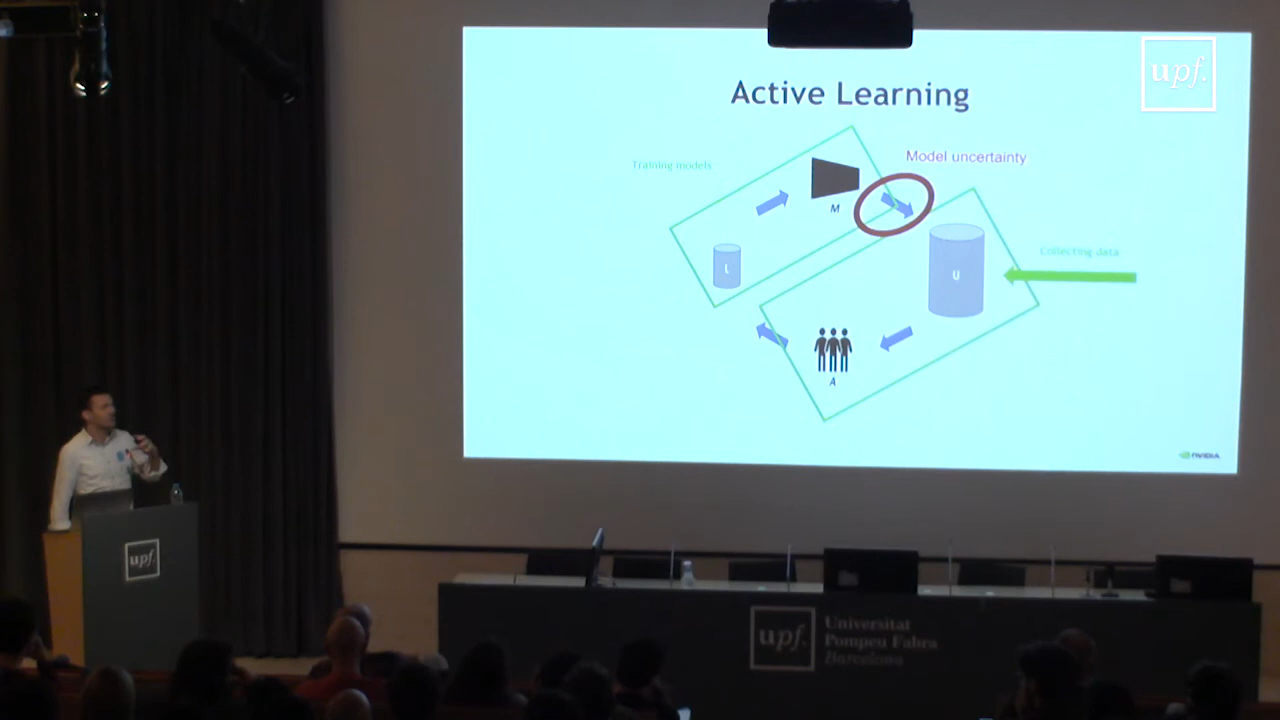 Active Learning
upf.
Training models
Model uncertainty
M
L
U
Collecting data
A
NVIDIA
upf.
upf.
Universitat
Pompeu Fabra
Barcelona